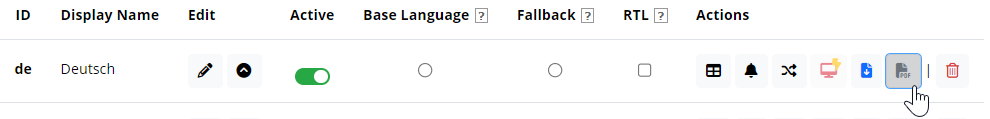 ID Display Name Edit Active Base Language ? Fallback ? RTL ? Actions
de Deutsch PDF |